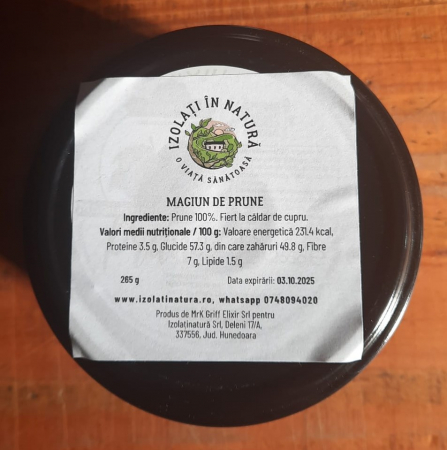 IZOLAȚI ÎN NATURĂ
O VIAȚĂ SĂNĂTOASĂ
MAGIUN DE PRUNE
Ingrediente: Prune 100%. Fiert la căldar de cupru.
Valori medii nutriționale / 100 g: Valoare energetică 231.4 kcal,
Proteine 3.5 g, Glucide 57.3 g, din care zahăruri 49.8 g, Fibre
7 g, Lipide 1.5 g
265 g Data expirării: 03.10.2025
www.izolatinatura.ro, whatsapp 0748094020
Produs de MrK Griff Elixir Srl pentru
Izolatinatură Srl, Deleni 17/A,
337556, Jud. Hunedoara